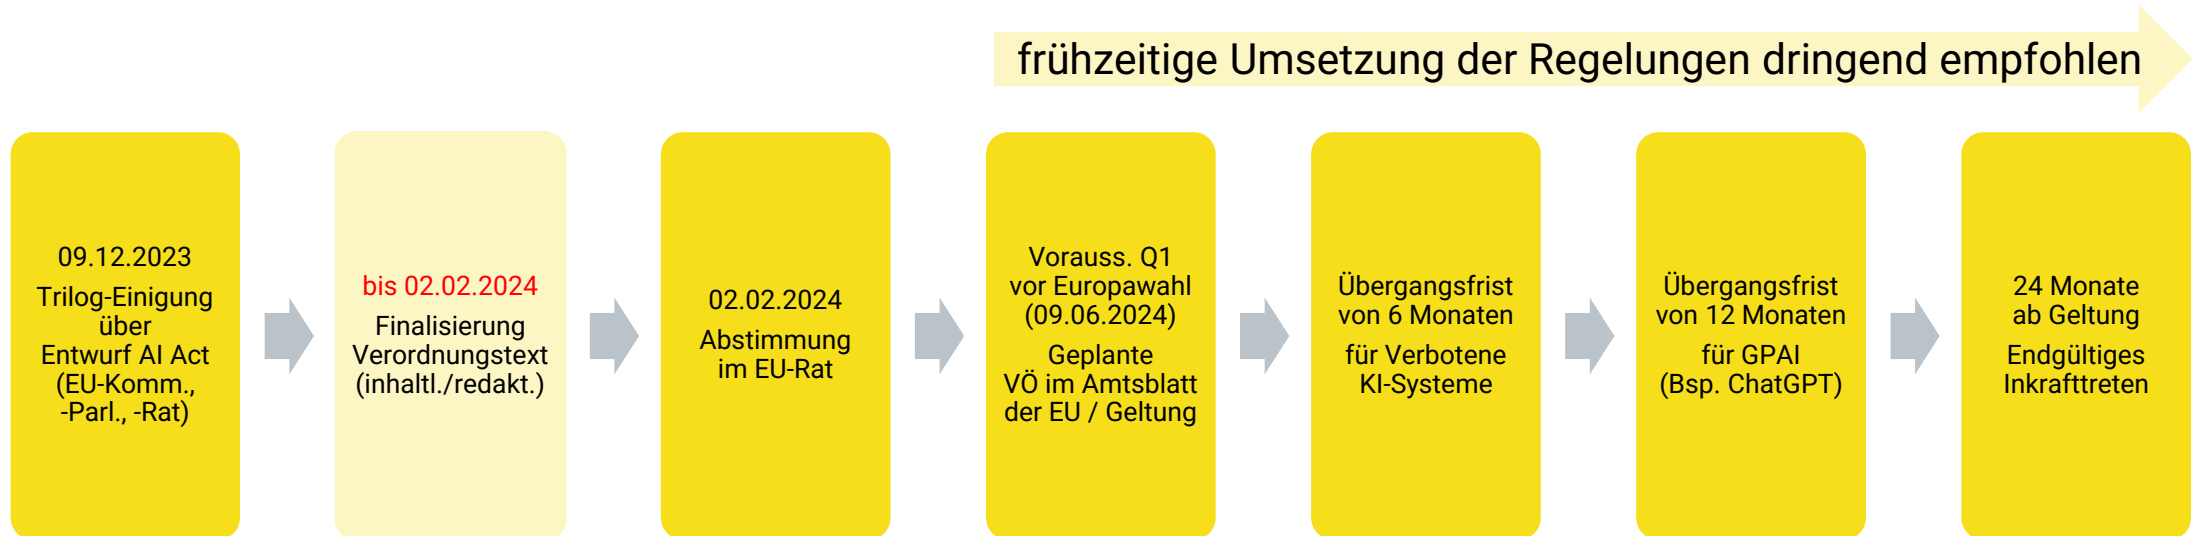 frühzeitige Umsetzung der Regelungen dringend empfohlen
09.12.2023
Trilog-Einigung
über
Entwurf AI Act
(EU-Komm.,
-Parl., -Rat)
bis 02.02.2024
Finalisierung
Verordnungstext
(inhaltl./redakt.)
02.02.2024
Abstimmung
im EU-Rat
Vorauss. Q1
vor Europawahl
(09.06.2024)
Geplante
VÖ im Amtsblatt
der EU / Geltung
Übergangsfrist
von 6 Monaten
für Verbotene
KI-Systeme
Übergangsfrist
von 12 Monaten
für GPAI
(Bsp. ChatGPT)
24 Monate
ab Geltung
Endgültiges
Inkrafttreten